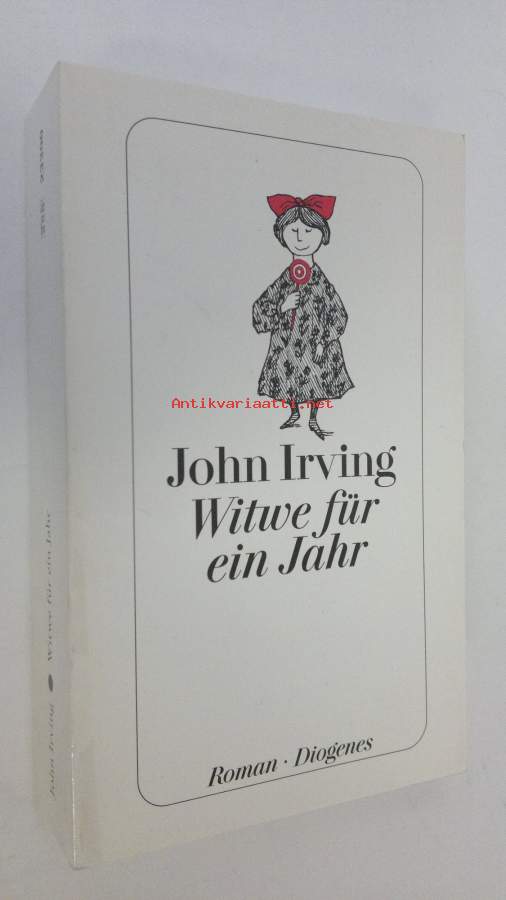 Antikvariaatti.net
John Irving
Witwe für
ein Jahr
Roman · Diogenes
John Irving ● Witwe für ein Jahr